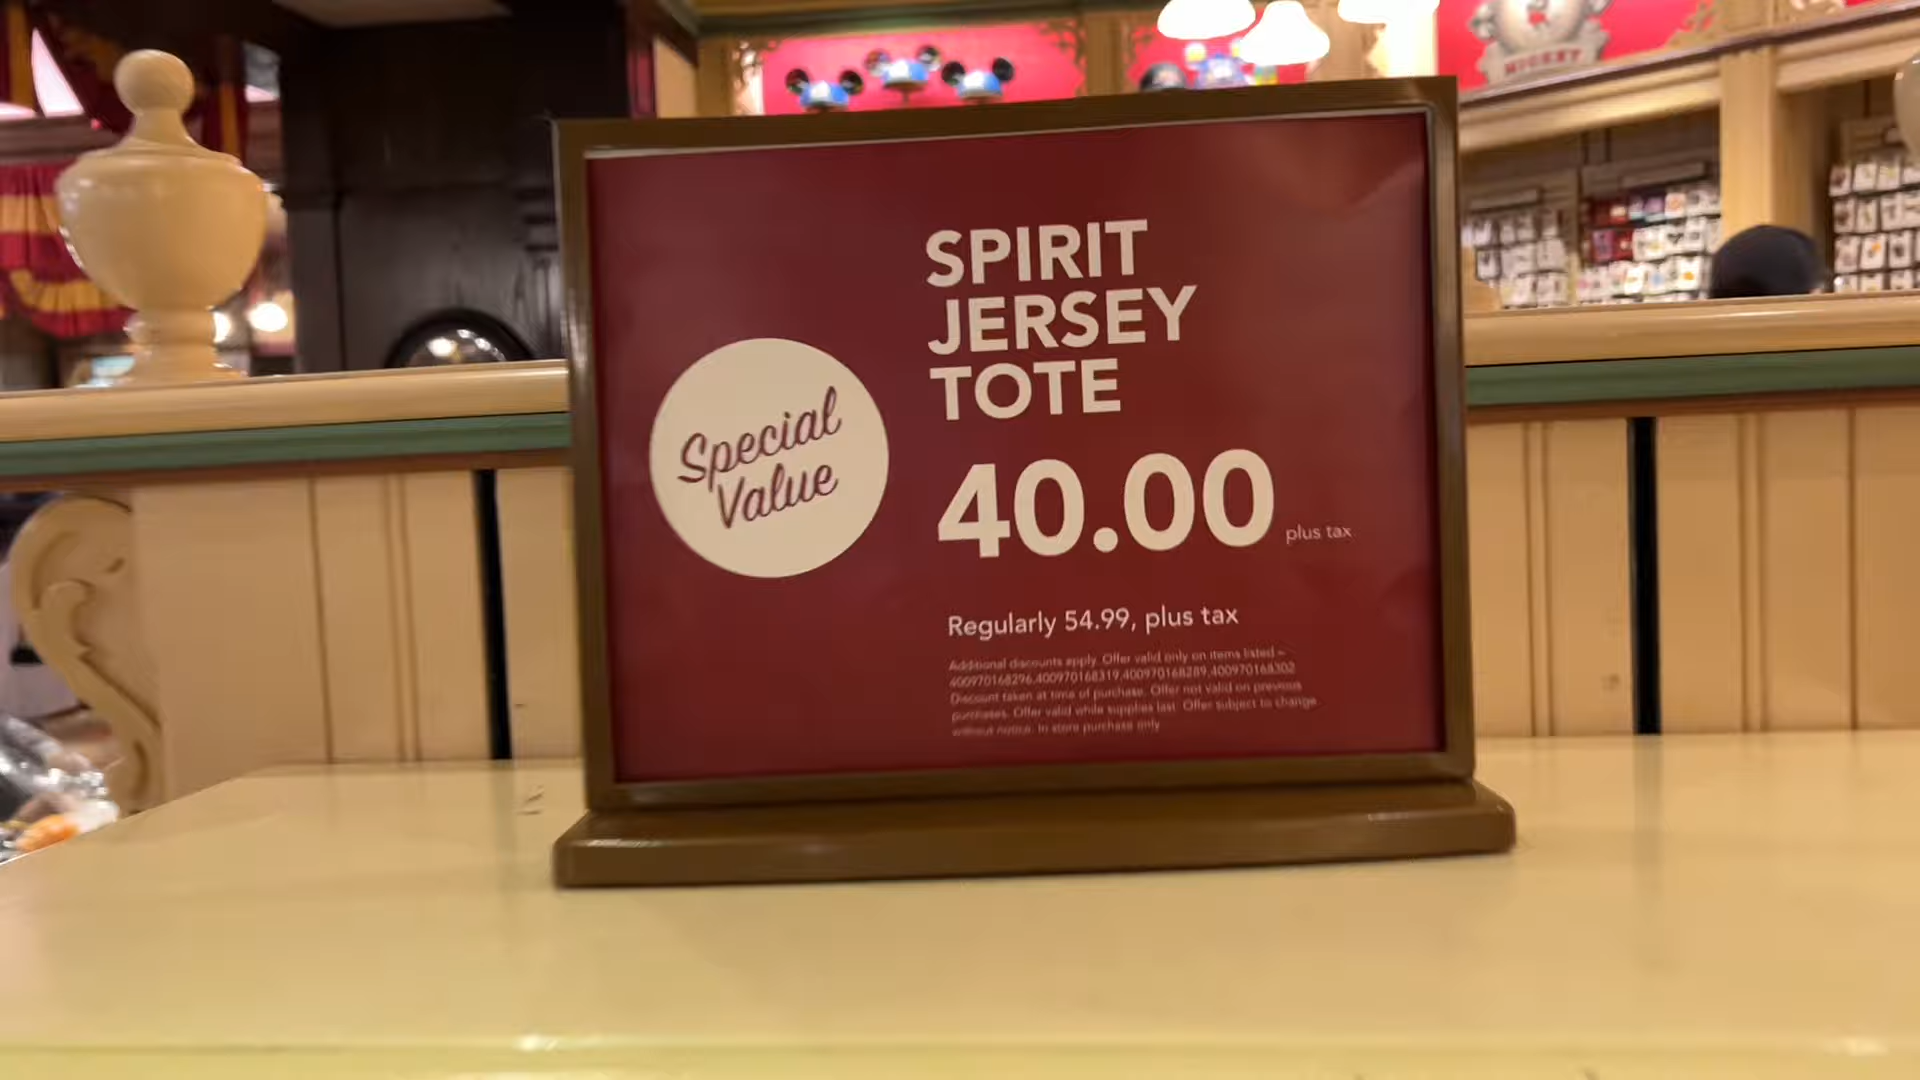 MICKEY
SPIRIT
JERSEY
TOTE
Special
Value
40.00 plus tax
Regularly 54.99, plus tax
Additional discounts apply. Offer valid only on items listed –
400970168296,400970168319,400970168289,400970168302
Discount taken at time of purchase. Offer not valid on previous
purchases. Offer valid while supplies last. Offer subject to change
without notice. In store purchase only